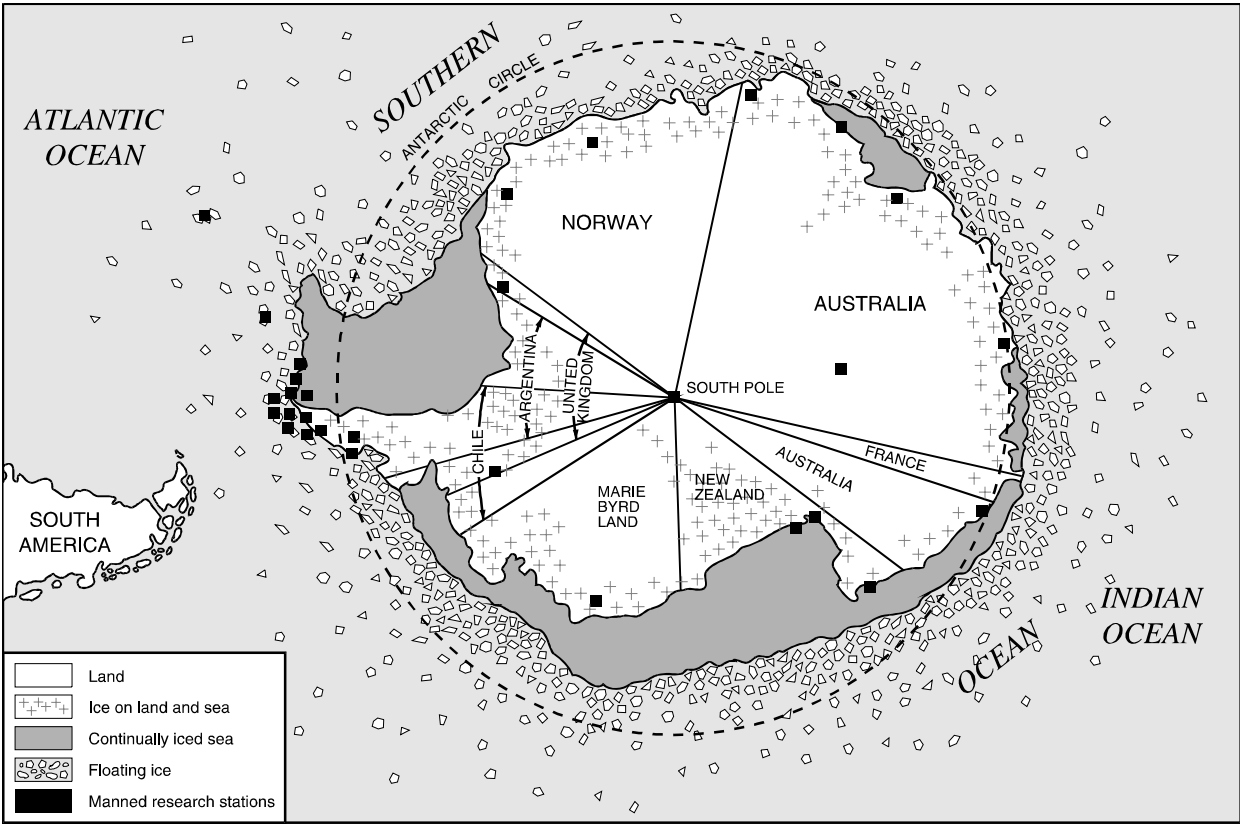 ATLANTIC
OCEAN
SOUTHERN
ANTARCTIC CIRCLE
NORWAY
AUSTRALIA
ARGENTINA
UNITED
KINGDOM
SOUTH POLE
CHILE
FRANCE
AUSTRALIA
NEW
ZEALAND
MARIE
BYRD
LAND
SOUTH
AMERICA
INDIAN
OCEAN
OCEAN
Land
Ice on land and sea
Continually iced sea
Floating ice
Manned research stations